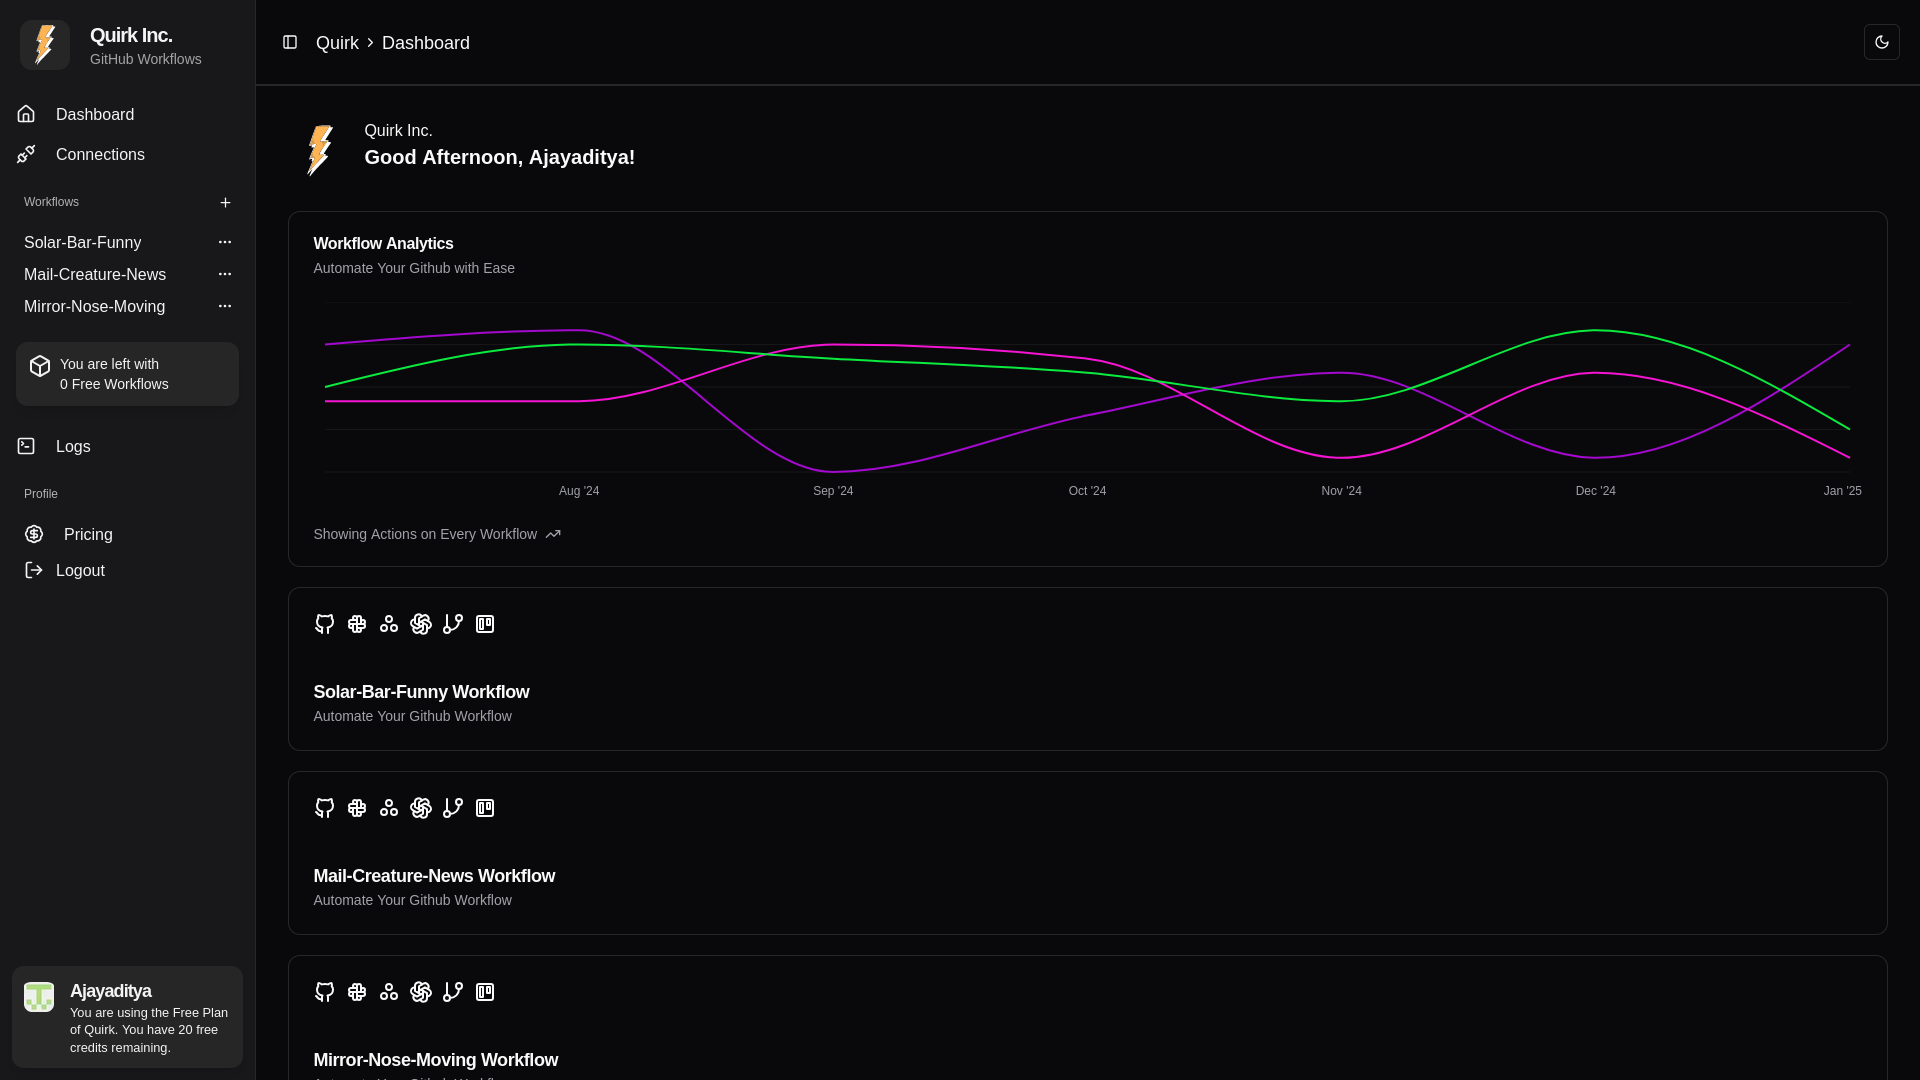 Quirk Inc.
GitHub Workflows
Dashboard
Connections
Workflows
Solar-Bar-Funny
Mail-Creature-News
Mirror-Nose-Moving
You are left with
0 Free Workflows
Logs
Profile
Pricing
Logout
Ajayaditya
You are using the Free Plan
of Quirk. You have 20 free
credits remaining.
Quirk > Dashboard
Quirk Inc.
Good Afternoon, Ajayaditya!
Workflow Analytics
Automate Your Github with Ease
Aug '24 Sep '24 Oct '24 Nov '24 Dec '24 Jan '25
Showing Actions on Every Workflow
Solar-Bar-Funny Workflow
Automate Your Github Workflow
Mail-Creature-News Workflow
Automate Your Github Workflow
Mirror-Nose-Moving Workflow
Automate Your Github Workflow